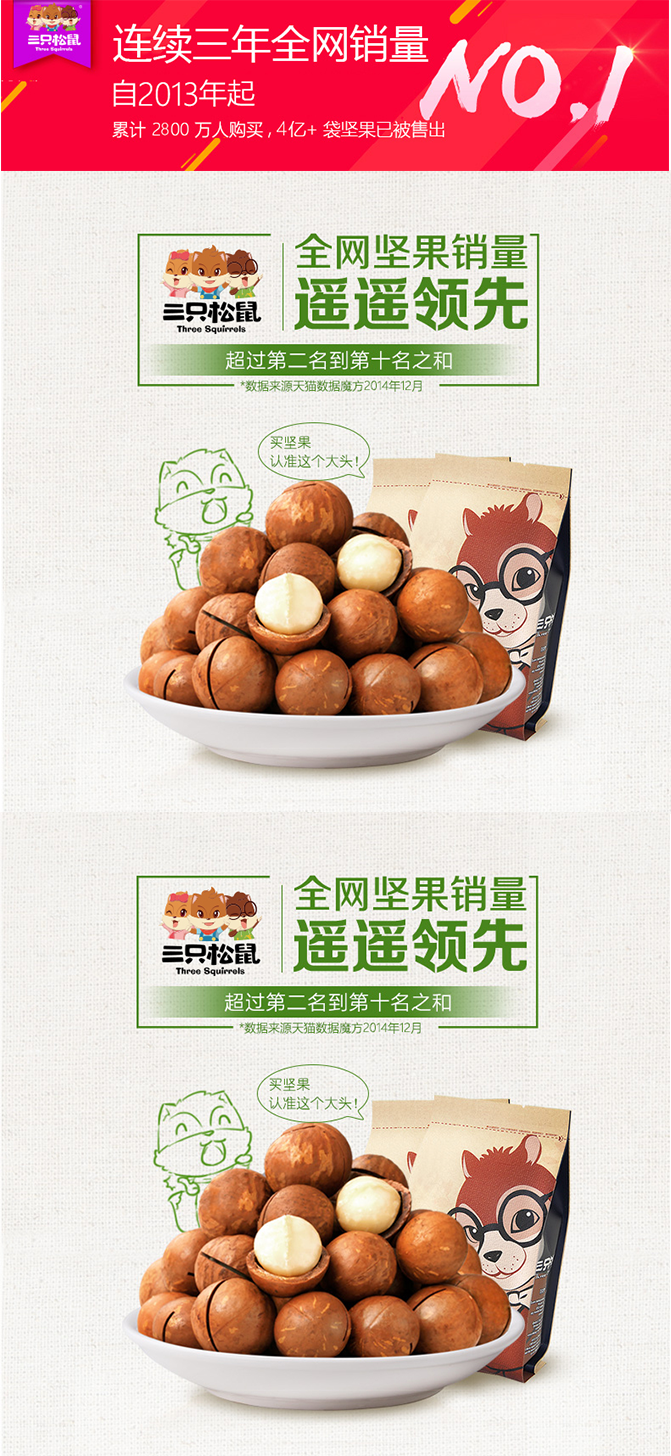 三只松鼠
Three Squirrels
连续三年全网销量
NO.1
自2013年起
累计 2800 万人购买 , 4亿+ 袋坚果已被售出
三只松鼠
Three Squirrels
全网坚果销量
遥遥领先
超过第二名到第十名之和
*数据来源天猫数据魔方2014年12月
买坚果
认准这个大头!
三只
三只松鼠
Three Squirrels
全网坚果销量
遥遥领先
超过第二名到第十名之和
*数据来源天猫数据魔方2014年12月
买坚果
认准这个大头!
三只